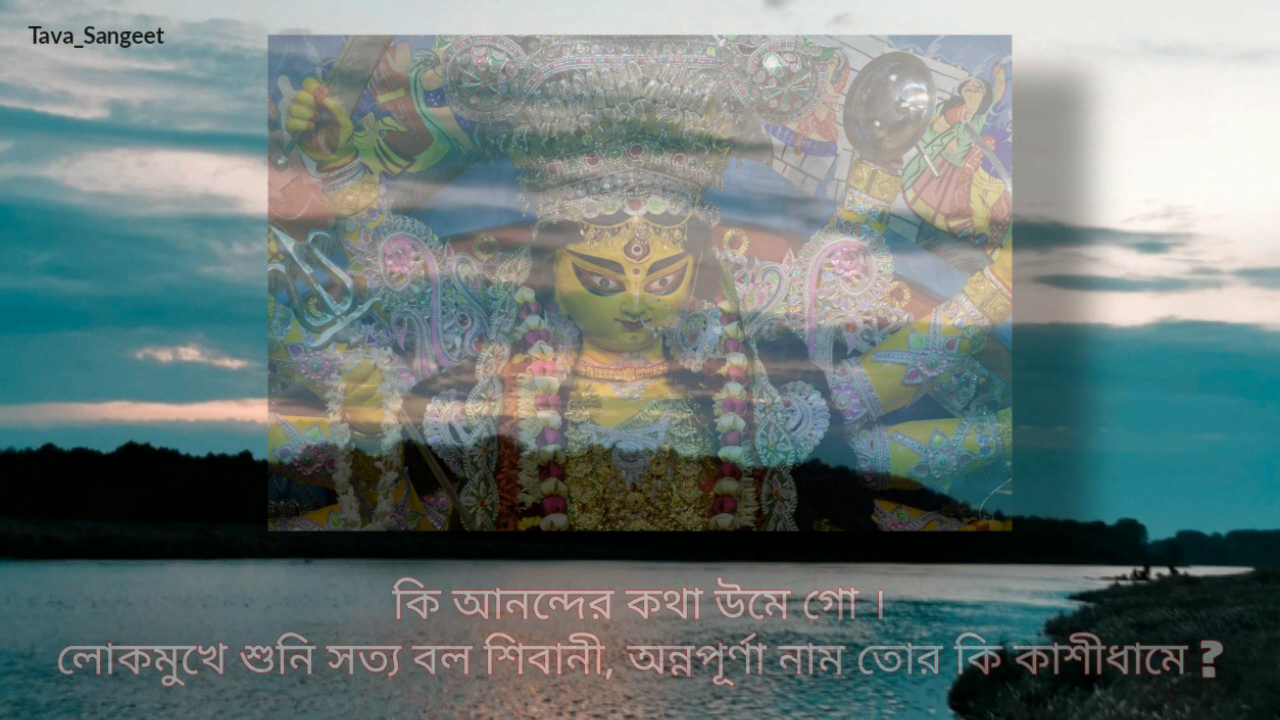 Tava_Sangeet
কি আনন্দের কথা উমে গো ।
লোকমুখে শুনি সত্য বল শিবানী, অন্নপূর্ণা নাম তোর কি কাশীধামে ?